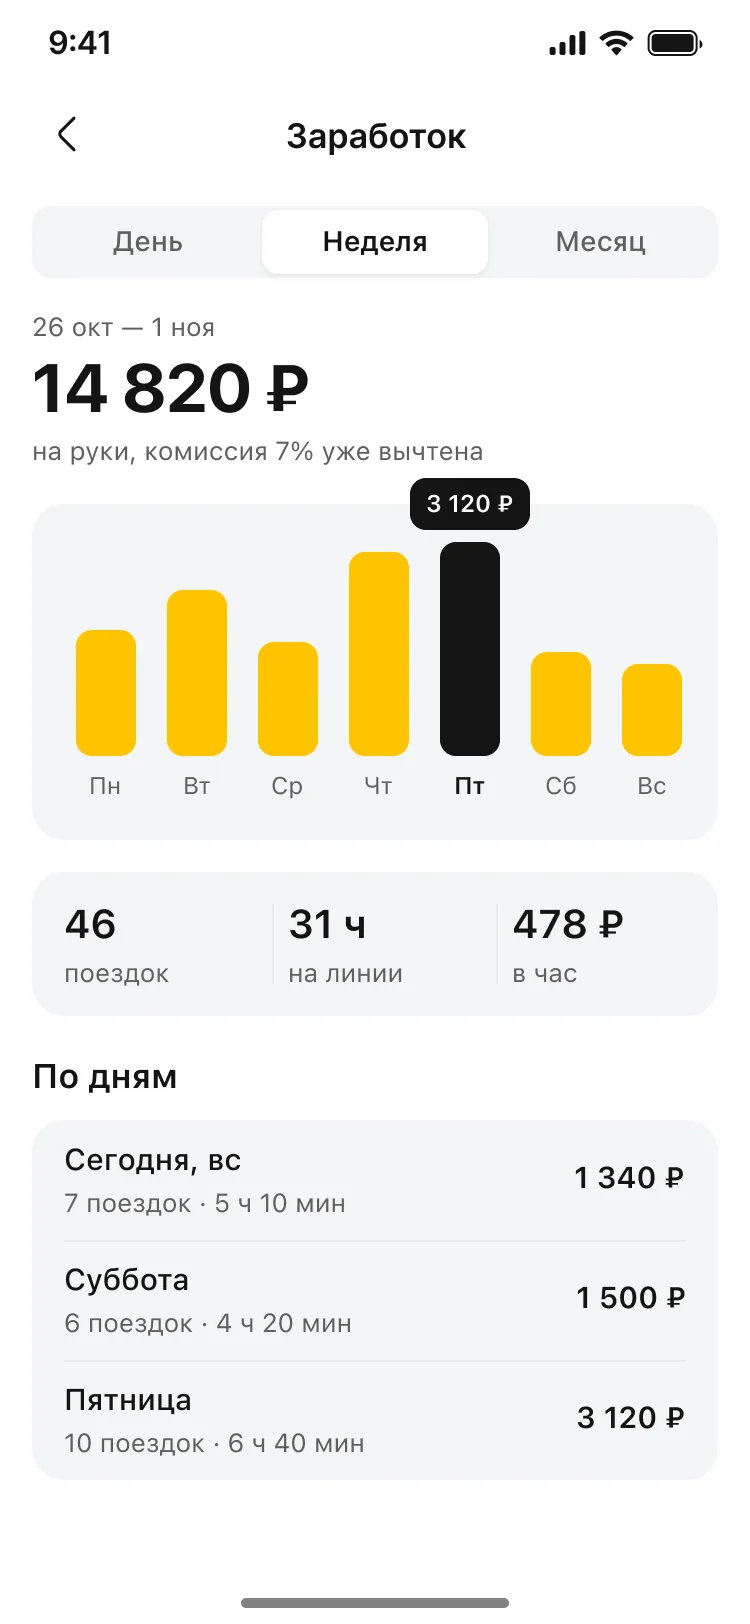 9:41
Заработок
День Неделя Месяц
26 окт — 1 ноя
14 820 ₽
на руки, комиссия 7% уже вычтена
3 120 ₽
Пн Вт Ср Чт Пт Сб Вс
46 31 ч 478 ₽
поездок на линии в час
По дням
Сегодня, вс
1 340 ₽
7 поездок · 5 ч 10 мин
Суббота
1 500 ₽
6 поездок · 4 ч 20 мин
Пятница
3 120 ₽
10 поездок · 6 ч 40 мин